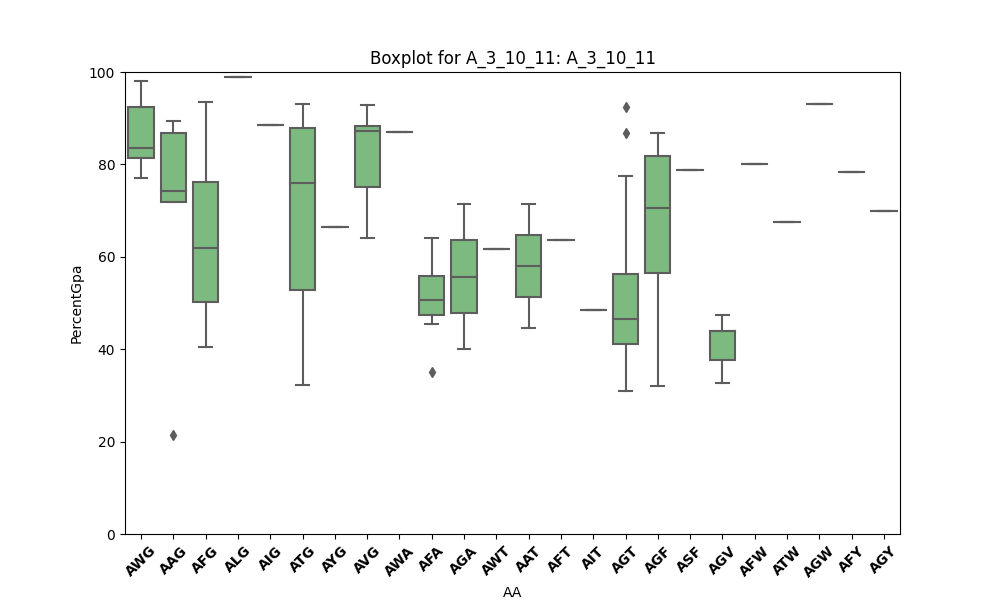 Boxplot for A_3_10_11: A_3_10_11
100
80
60
40
20
0
PercentGpa
AWG AAG AFG ALG AIG ATG AYG AVG AWA AFA AGA AWT AAT AFT AIT AGT AGF ASF AGV AFW ATW AGW AFY AGY
AA